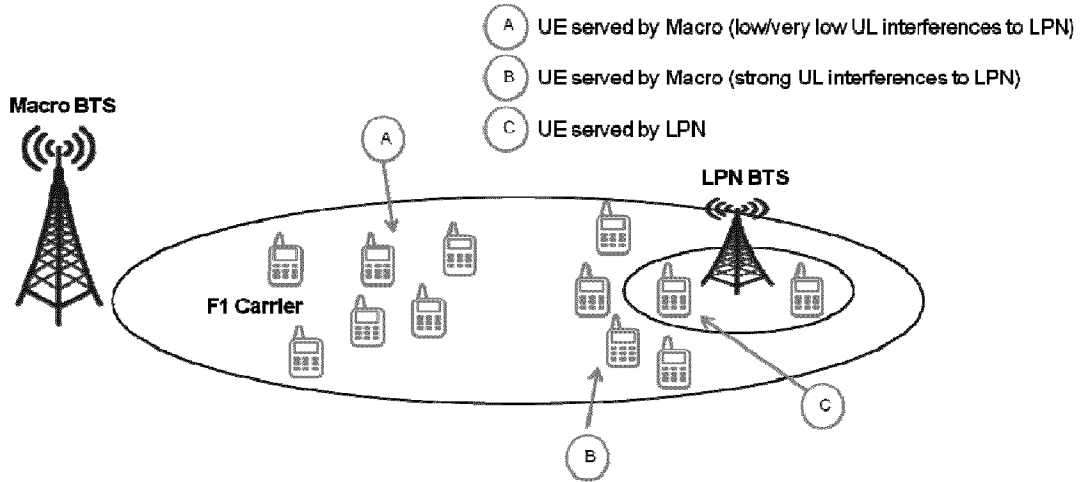 A UE served by Macro (low/very low UL interferences to LPN)
B UE served by Macro (strong UL interferences to LPN)
C UE served by LPN
Macro BTS
A
LPN BTS
F1 Carrier
C
B